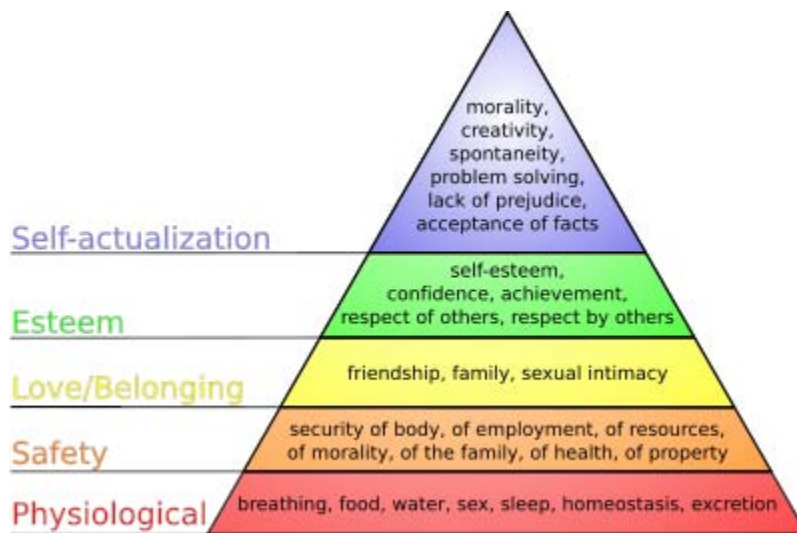 morality,
creativity,
spontaneity,
problem solving,
lack of prejudice,
acceptance of facts
Self-actualization
self-esteem,
confidence, achievement,
respect of others, respect by others
Esteem
friendship, family, sexual intimacy
Love/Belonging
security of body, of employment, of resources,
of morality, of the family, of health, of property
Safety
breathing, food, water, sex, sleep, homeostasis, excretion
Physiological